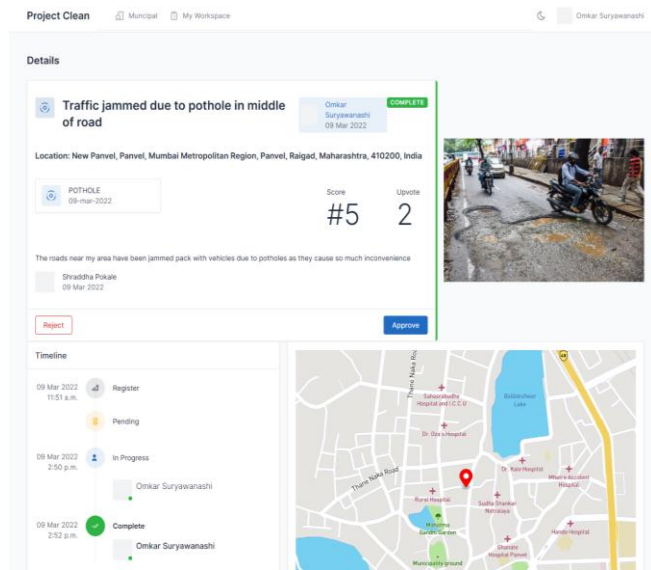 Project Clean
Muncipal
My Workspace
Omkar Suryawanashi
Details
Traffic jammed due to pothole in middle
of road
Omkar
Suryawanashi
09 Mar 2022
COMPLETE
Location: New Panvel, Panvel, Mumbai Metropolitan Region, Panvel, Raigad, Maharashtra, 410200, India
POTHOLE
09-mar-2022
Score
#5
Upvote
2
The roads near my area have been jammed pack with vehicles due to potholes as they cause so much inconvenience
Shraddha Pokale
09 Mar 2022
Reject
Approve
Timeline
09 Mar 2022
11:51 a.m.
Register
Pending
09 Mar 2022
2:50 p.m.
In Progress
Omkar Suryawanashi
09 Mar 2022
2:52 p.m.
Complete
Omkar Suryawanashi
Thane Naka Road
Hospital and I.C.C.U
Lake
48
Dr. Oza's Hospital
Thane Naka Road
Dr. Kale Hospital
Hospital
Sudha Shankar
Netralaya
Mahatma
Gandhi Garden
Hospital Panvel
Municipality ground